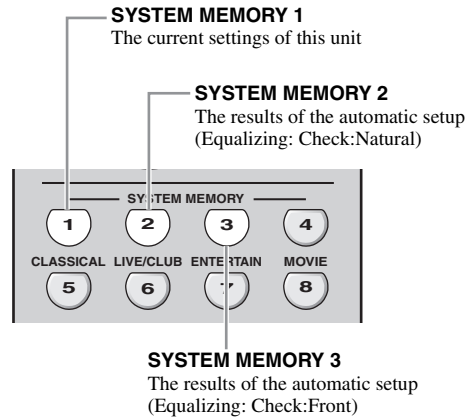 SYSTEM MEMORY 1
The current settings of this unit
SYSTEM MEMORY 2
The results of the automatic setup
(Equalizing: Check:Natural)
SYSTEM MEMORY
1 2 3 4
CLASSICAL LIVE/CLUB ENTERTAIN MOVIE
5 6 7 8
SYSTEM MEMORY 3
The results of the automatic setup
(Equalizing: Check:Front)